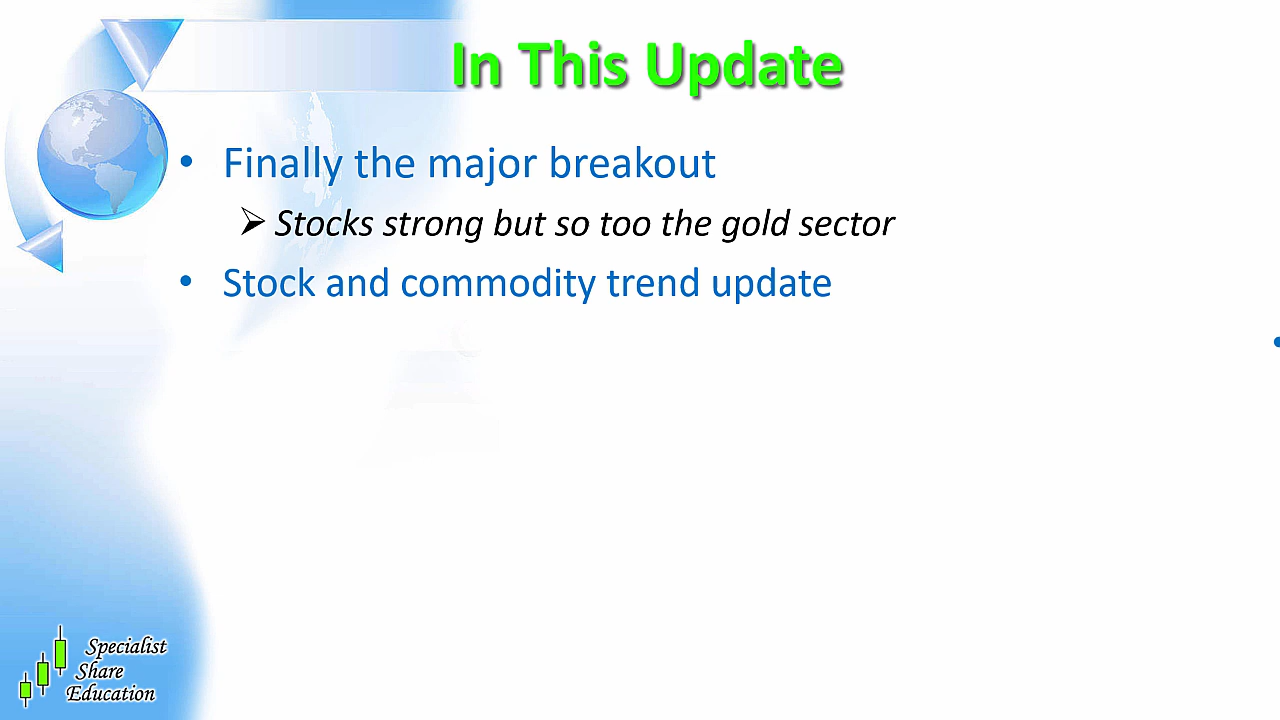 In This Update
• Finally the major breakout
➢ Stocks strong but so too the gold sector
• Stock and commodity trend update
•
Specialist
Share
Education